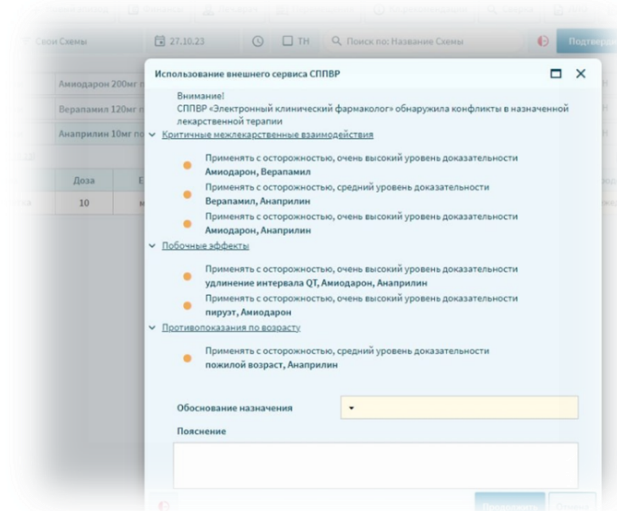 Свои Схемы
27.10.23
ТН
Поиск по: Название Схемы
Подтверди
Использование внешнего сервиса СППВР
Амиодарон 200мг п
Верапамил 120мг п
Анаприлин 10мг по
Доза
10
Внимание!
СППВР «Электронный клинический фармаколог» обнаружила конфликты в назначенной
лекарственной терапии
Критичные межлекарственные взаимодействия
Применять с осторожностью, очень высокий уровень доказательности
Амиодарон, Верапамил
Применять с осторожностью, средний уровень доказательности
Верапамил, Анаприлин
Применять с осторожностью, очень высокий уровень доказательности
Амиодарон, Анаприлин
Побочные эффекты
Применять с осторожностью, очень высокий уровень доказательности
удлинение интервала QT, Амиодарон, Анаприлин
Применять с осторожностью, очень высокий уровень доказательности
пируэт, Амиодарон
Противопоказания по возрасту
Применять с осторожностью, средний уровень доказательности
пожилой возраст, Анаприлин
Обоснование назначения
Пояснение